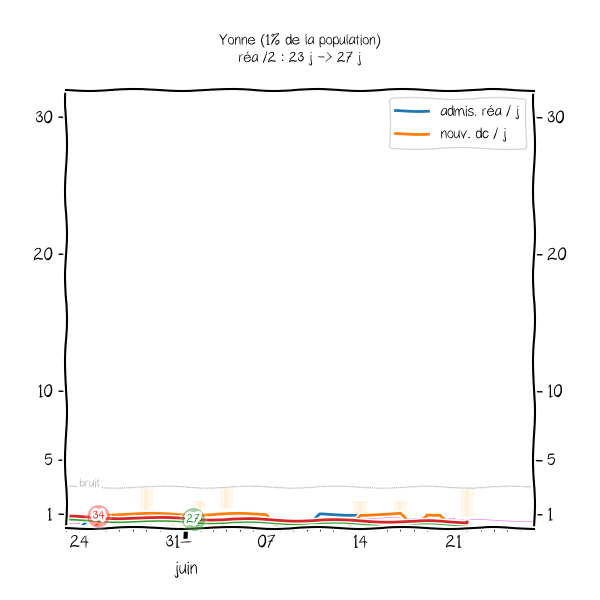 Yonne (1% de la population)
réa /2 : 23 j -> 27 j
admis. réa / j
nouv. dc / j
30
30
20
20
10
10
5
5
bruit
1
34
27
1
24
31
07
14
21
juin